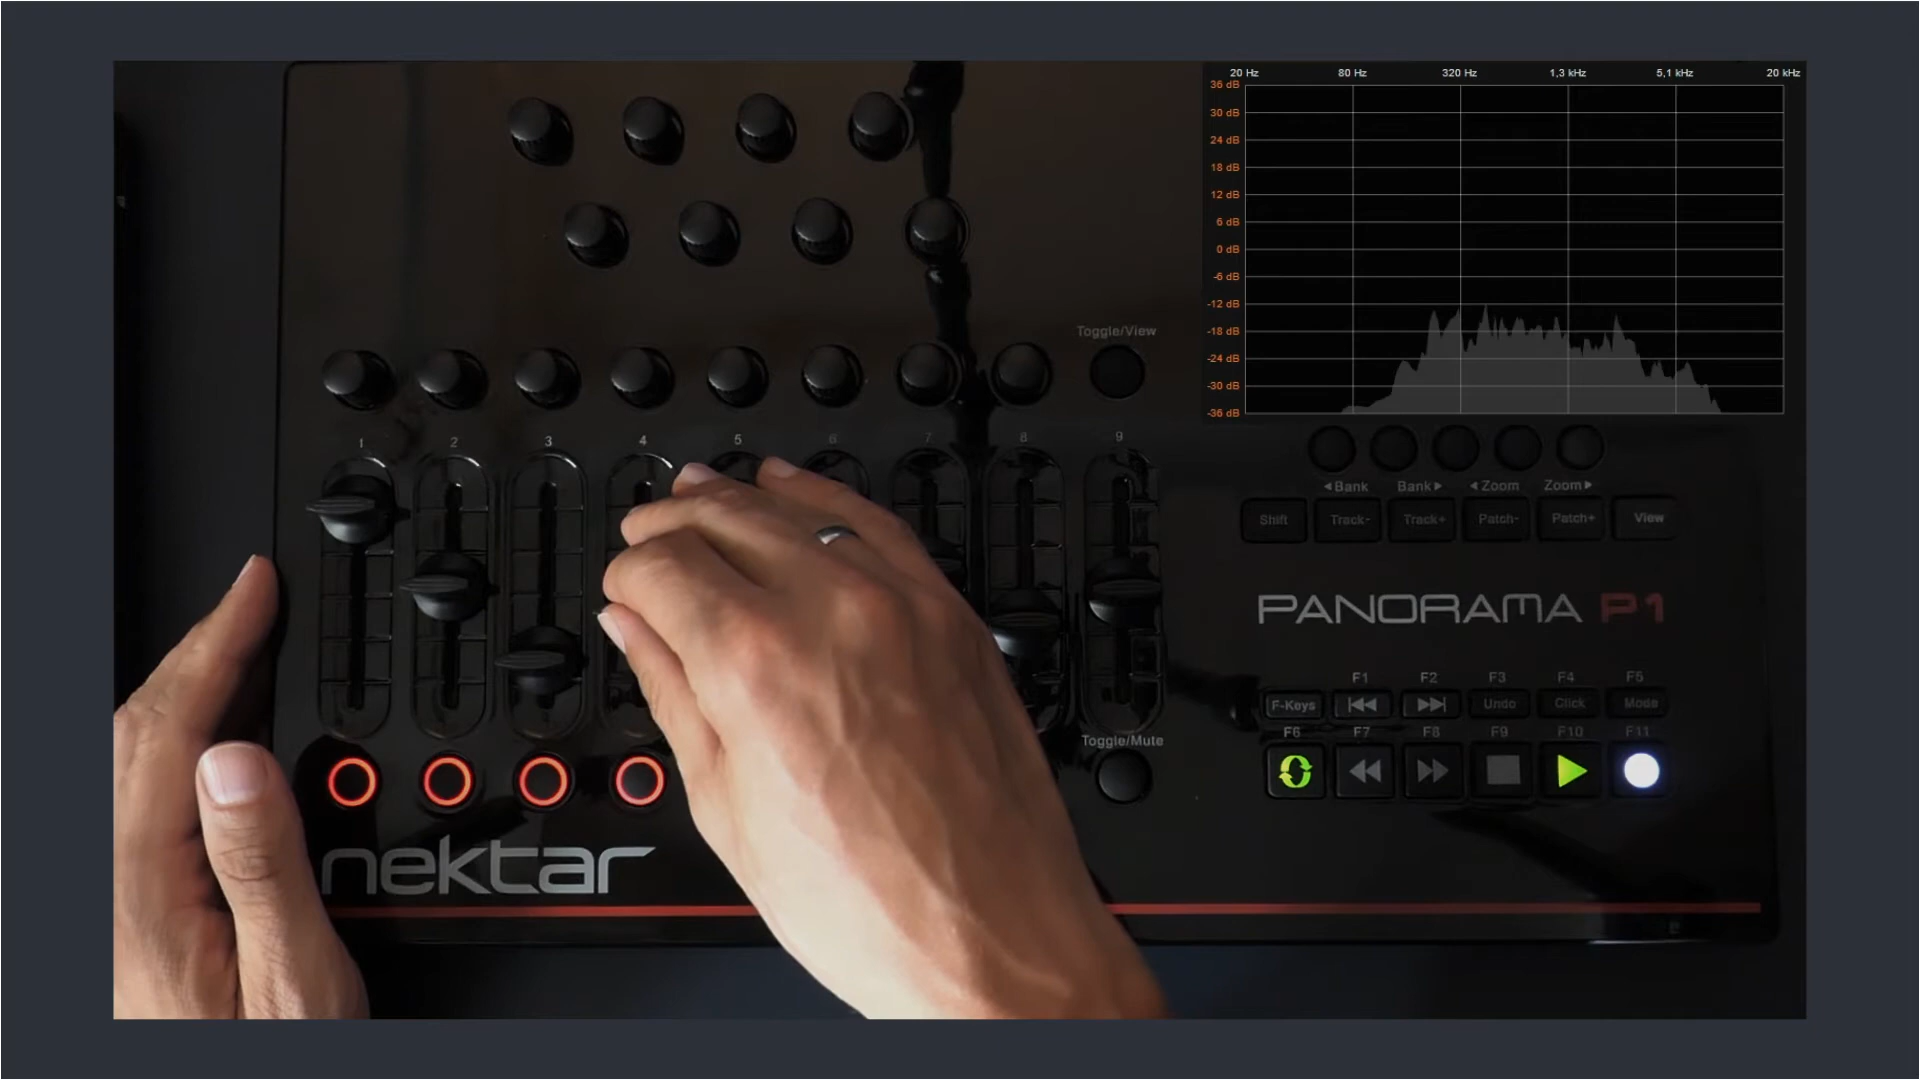 20 Hz 80 Hz 320 Hz 1,3 kHz 5,1 kHz 20 kHz
36 dB
30 dB
24 dB
18 dB
12 dB
6 dB
0 dB
-6 dB
-12 dB
-18 dB
-24 dB
-30 dB
-36 dB
Toggle/View
1 2 3 4 5 6 7 8 9
◄Bank Bank► ◄Zoom Zoom►
Shift Track- Track+ Patch- Patch+ View
PANORAMA P1
F1 F2 F3 F4 F5
F-Keys Undo Click Mode
F6 F7 F8 F9 F10 F11
Toggle/Mute
nektar